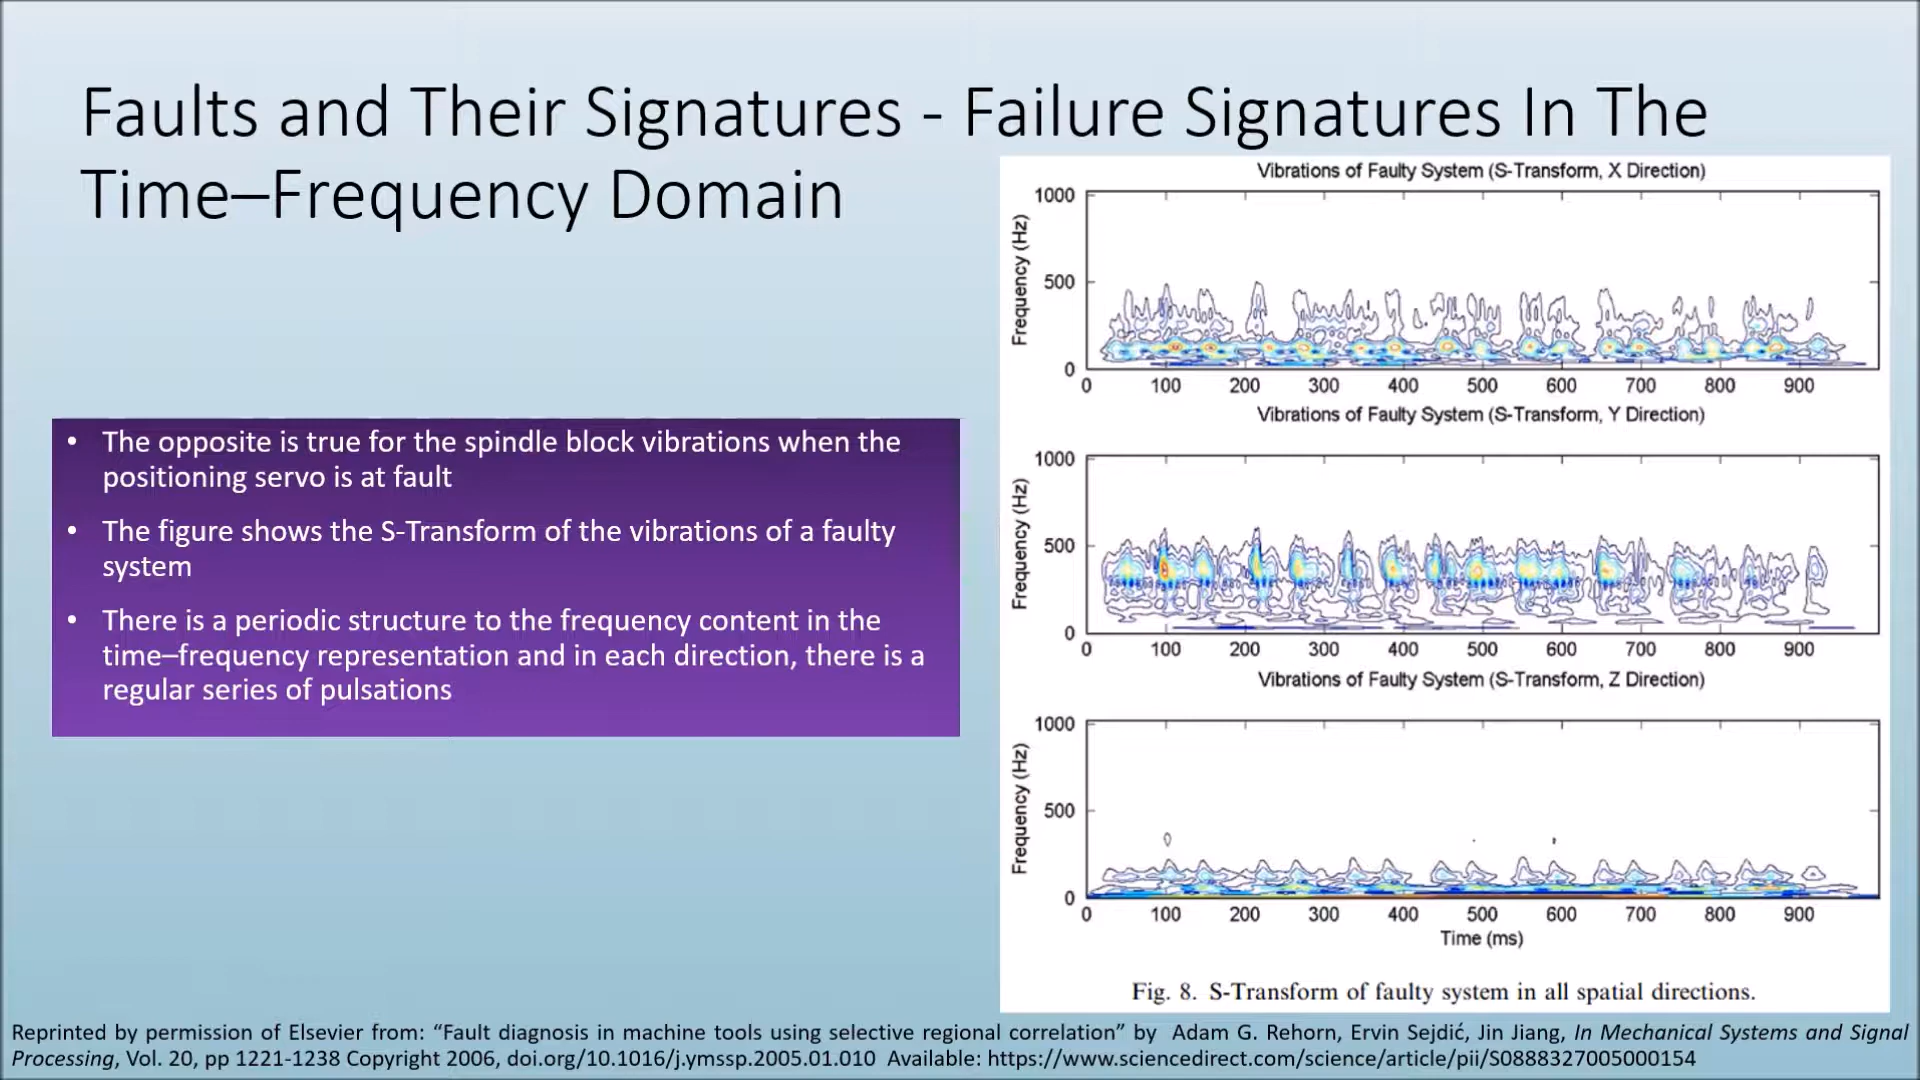 Faults and Their Signatures - Failure Signatures In The
Time–Frequency Domain
• The opposite is true for the spindle block vibrations when the
positioning servo is at fault
• The figure shows the S-Transform of the vibrations of a faulty
system
• There is a periodic structure to the frequency content in the
time–frequency representation and in each direction, there is a
regular series of pulsations
Vibrations of Faulty System (S-Transform, X Direction)
Frequency (Hz)
1000
500
0
0 100 200 300 400 500 600 700 800 900
Vibrations of Faulty System (S-Transform, Y Direction)
Frequency (Hz)
1000
500
0
0 100 200 300 400 500 600 700 800 900
Vibrations of Faulty System (S-Transform, Z Direction)
Frequency (Hz)
1000
500
0
0 100 200 300 400 500 600 700 800 900
Time (ms)
Fig. 8. S-Transform of faulty system in all spatial directions.
Reprinted by permission of Elsevier from: “Fault diagnosis in machine tools using selective regional correlation” by Adam G. Rehorn, Ervin Sejdić, Jin Jiang, In Mechanical Systems and Signal
Processing, Vol. 20, pp 1221-1238 Copyright 2006, doi.org/10.1016/j.ymssp.2005.01.010 Available: https://www.sciencedirect.com/science/article/pii/S0888327005000154